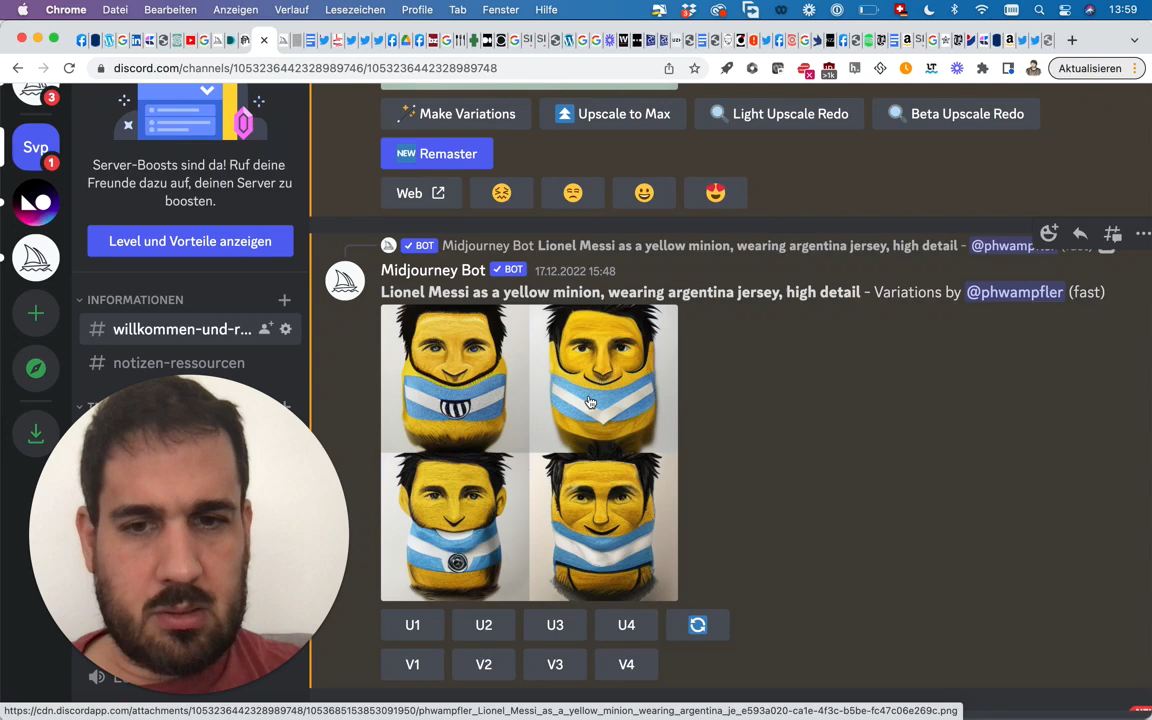 Chrome Datei Bearbeiten Anzeigen Verlauf Lesezeichen Profile Tab Fenster Hilfe 13:59
discord.com/channels/1053236442328989746/1053236442328989748 Aktualisieren
3
Svp
1
Server-Boosts sind da! Ruf deine
Freunde dazu auf, deinen Server zu
boosten.
Level und Vorteile anzeigen
INFORMATIONEN
willkommen-und-r...
notizen-ressourcen
Make Variations Upscale to Max Light Upscale Redo Beta Upscale Redo
NEW Remaster
Web
BOT Midjourney Bot Lionel Messi as a yellow minion, wearing argentina jersey, high detail -
Midjourney Bot BOT 17.12.2022 15:48
Lionel Messi as a yellow minion, wearing argentina jersey, high detail - Variations by @phwampfler (fast)
U1 U2 U3 U4
V1 V2 V3 V4
https://cdn.discordapp.com/attachments/1053236442328989748/1053685153853091950/phwampfler_Lionel_Messi_as_a_yellow_minion_wearing_argentina_je_e593a020-ca1e-4f3c-b5be-fc47c06e269c.png